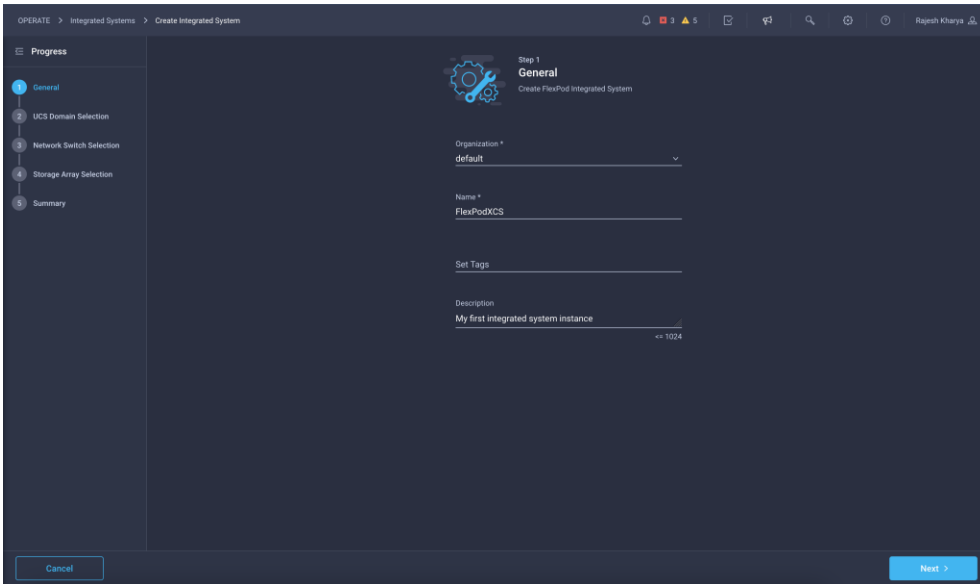 OPERATE > Integrated Systems > Create Integrated System
3 5
Rajesh Kharya
Progress
1 General
2 UCS Domain Selection
3 Network Switch Selection
4 Storage Array Selection
5 Summary
Step 1
General
Create FlexPod Integrated System
Organization *
default
Name *
FlexPodXCS
Set Tags
Description
My first integrated system instance
<= 1024
Cancel
Next >